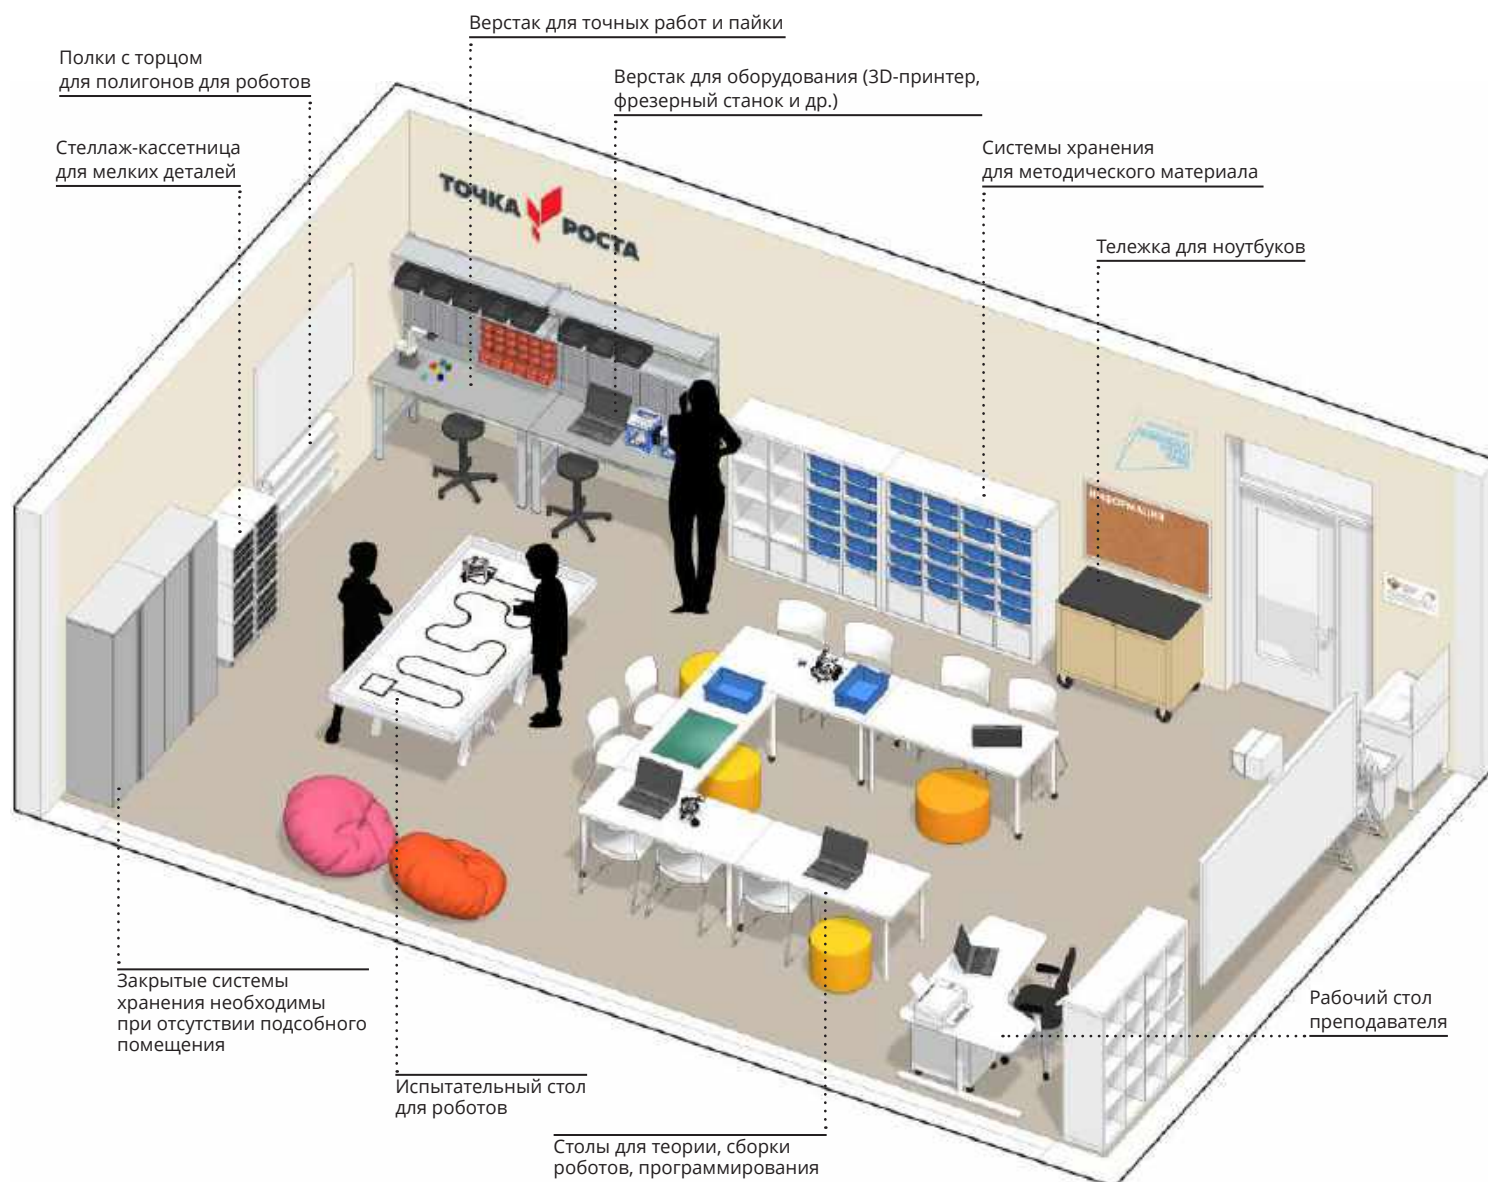 Верстак для точных работ и пайки
Полки с торцом
для полигонов для роботов
Верстак для оборудования (3D-принтер,
фрезерный станок и др.)
Стеллаж-кассетница
для мелких деталей
Системы хранения
для методического материала
Тележка для ноутбуков
ТОЧКА
РОСТА
ИНФОРМАЦИЯ
Закрытые системы
хранения необходимы
при отсутствии подсобного
помещения
Рабочий стол
преподавателя
Испытательный стол
для роботов
Столы для теории, сборки
роботов, программирования